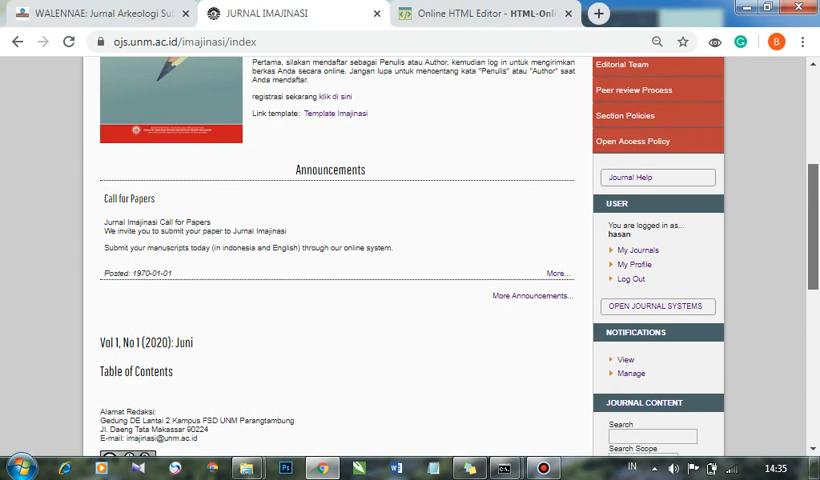 WALENNAE: Jurnal Arkeologi Sul
JURNAL IMAJINASI
Online HTML Editor - HTML-Onli
ojs.unm.ac.id/imajinasi/index
B
Pertama, silakan mendaftar sebagai Penulis atau Author, kemudian log in untuk mengirimkan
berkas Anda secara online. Jangan lupa untuk mencentang kata "Penulis" atau "Author" saat
Anda mendaftar.
registrasi sekarang klik di sini
Link template: Template Imajinasi
Announcements
Call for Papers
Jurnal Imajinasi Call for Papers
We invite you to submit your paper to Jurnal Imajinasi
Submit your manuscripts today (in indonesia and English) through our online system.
Posted: 1970-01-01
More...
More Announcements...
Vol 1, No 1 (2020): Juni
Table of Contents
Alamat Redaksi:
Gedung DE Lantai 2 Kampus FSD UNM Parangtambung
Jl. Daeng Tata Makassar 90224
E-mail: imajinasi@unm.ac.id
Editorial Team
Peer review Process
Section Policies
Open Access Policy
Journal Help
USER
You are logged in as...
hasan
My Journals
My Profile
Log Out
OPEN JOURNAL SYSTEMS
NOTIFICATIONS
View
Manage
JOURNAL CONTENT
Search
Search Scope
IN
14:35